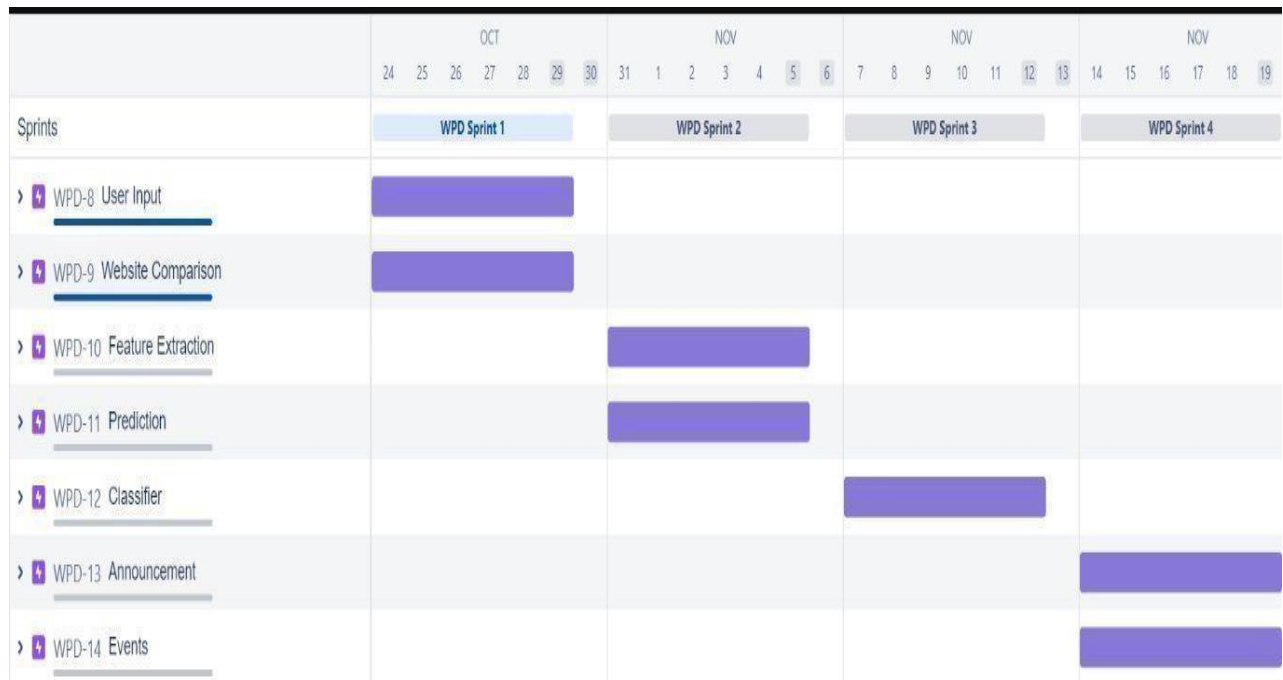 OCT NOV NOV NOV
24 25 26 27 28 29 30 31 1 2 3 4 5 6 7 8 9 10 11 12 13 14 15 16 17 18 19
Sprints WPD Sprint 1 WPD Sprint 2 WPD Sprint 3 WPD Sprint 4
WPD-8 User Input
WPD-9 Website Comparison
WPD-10 Feature Extraction
WPD-11 Prediction
WPD-12 Classifier
WPD-13 Announcement
WPD-14 Events